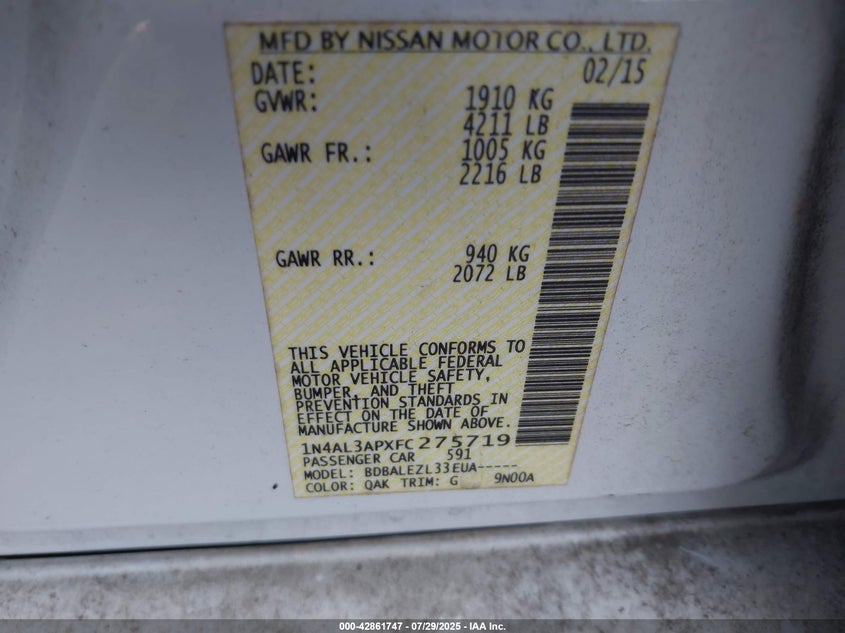 MFD BY NISSAN MOTOR CO., LTD.
DATE: 02/15
GVWR: 1910 KG
4211 LB
GAWR FR.: 1005 KG
2216 LB
GAWR RR.: 940 KG
2072 LB
THIS VEHICLE CONFORMS TO
ALL APPLICABLE FEDERAL
MOTOR VEHICLE SAFETY,
BUMPER, AND THEFT
PREVENTION STANDARDS IN
EFFECT ON THE DATE OF
MANUFACTURE SHOWN ABOVE.
1N4AL3APXFC275719
PASSENGER CAR 591
MODEL: BDBALEZL33EUA-----
COLOR: QAK TRIM: G 9N00A
000-42861747 - 07/29/2025 - IAA Inc.